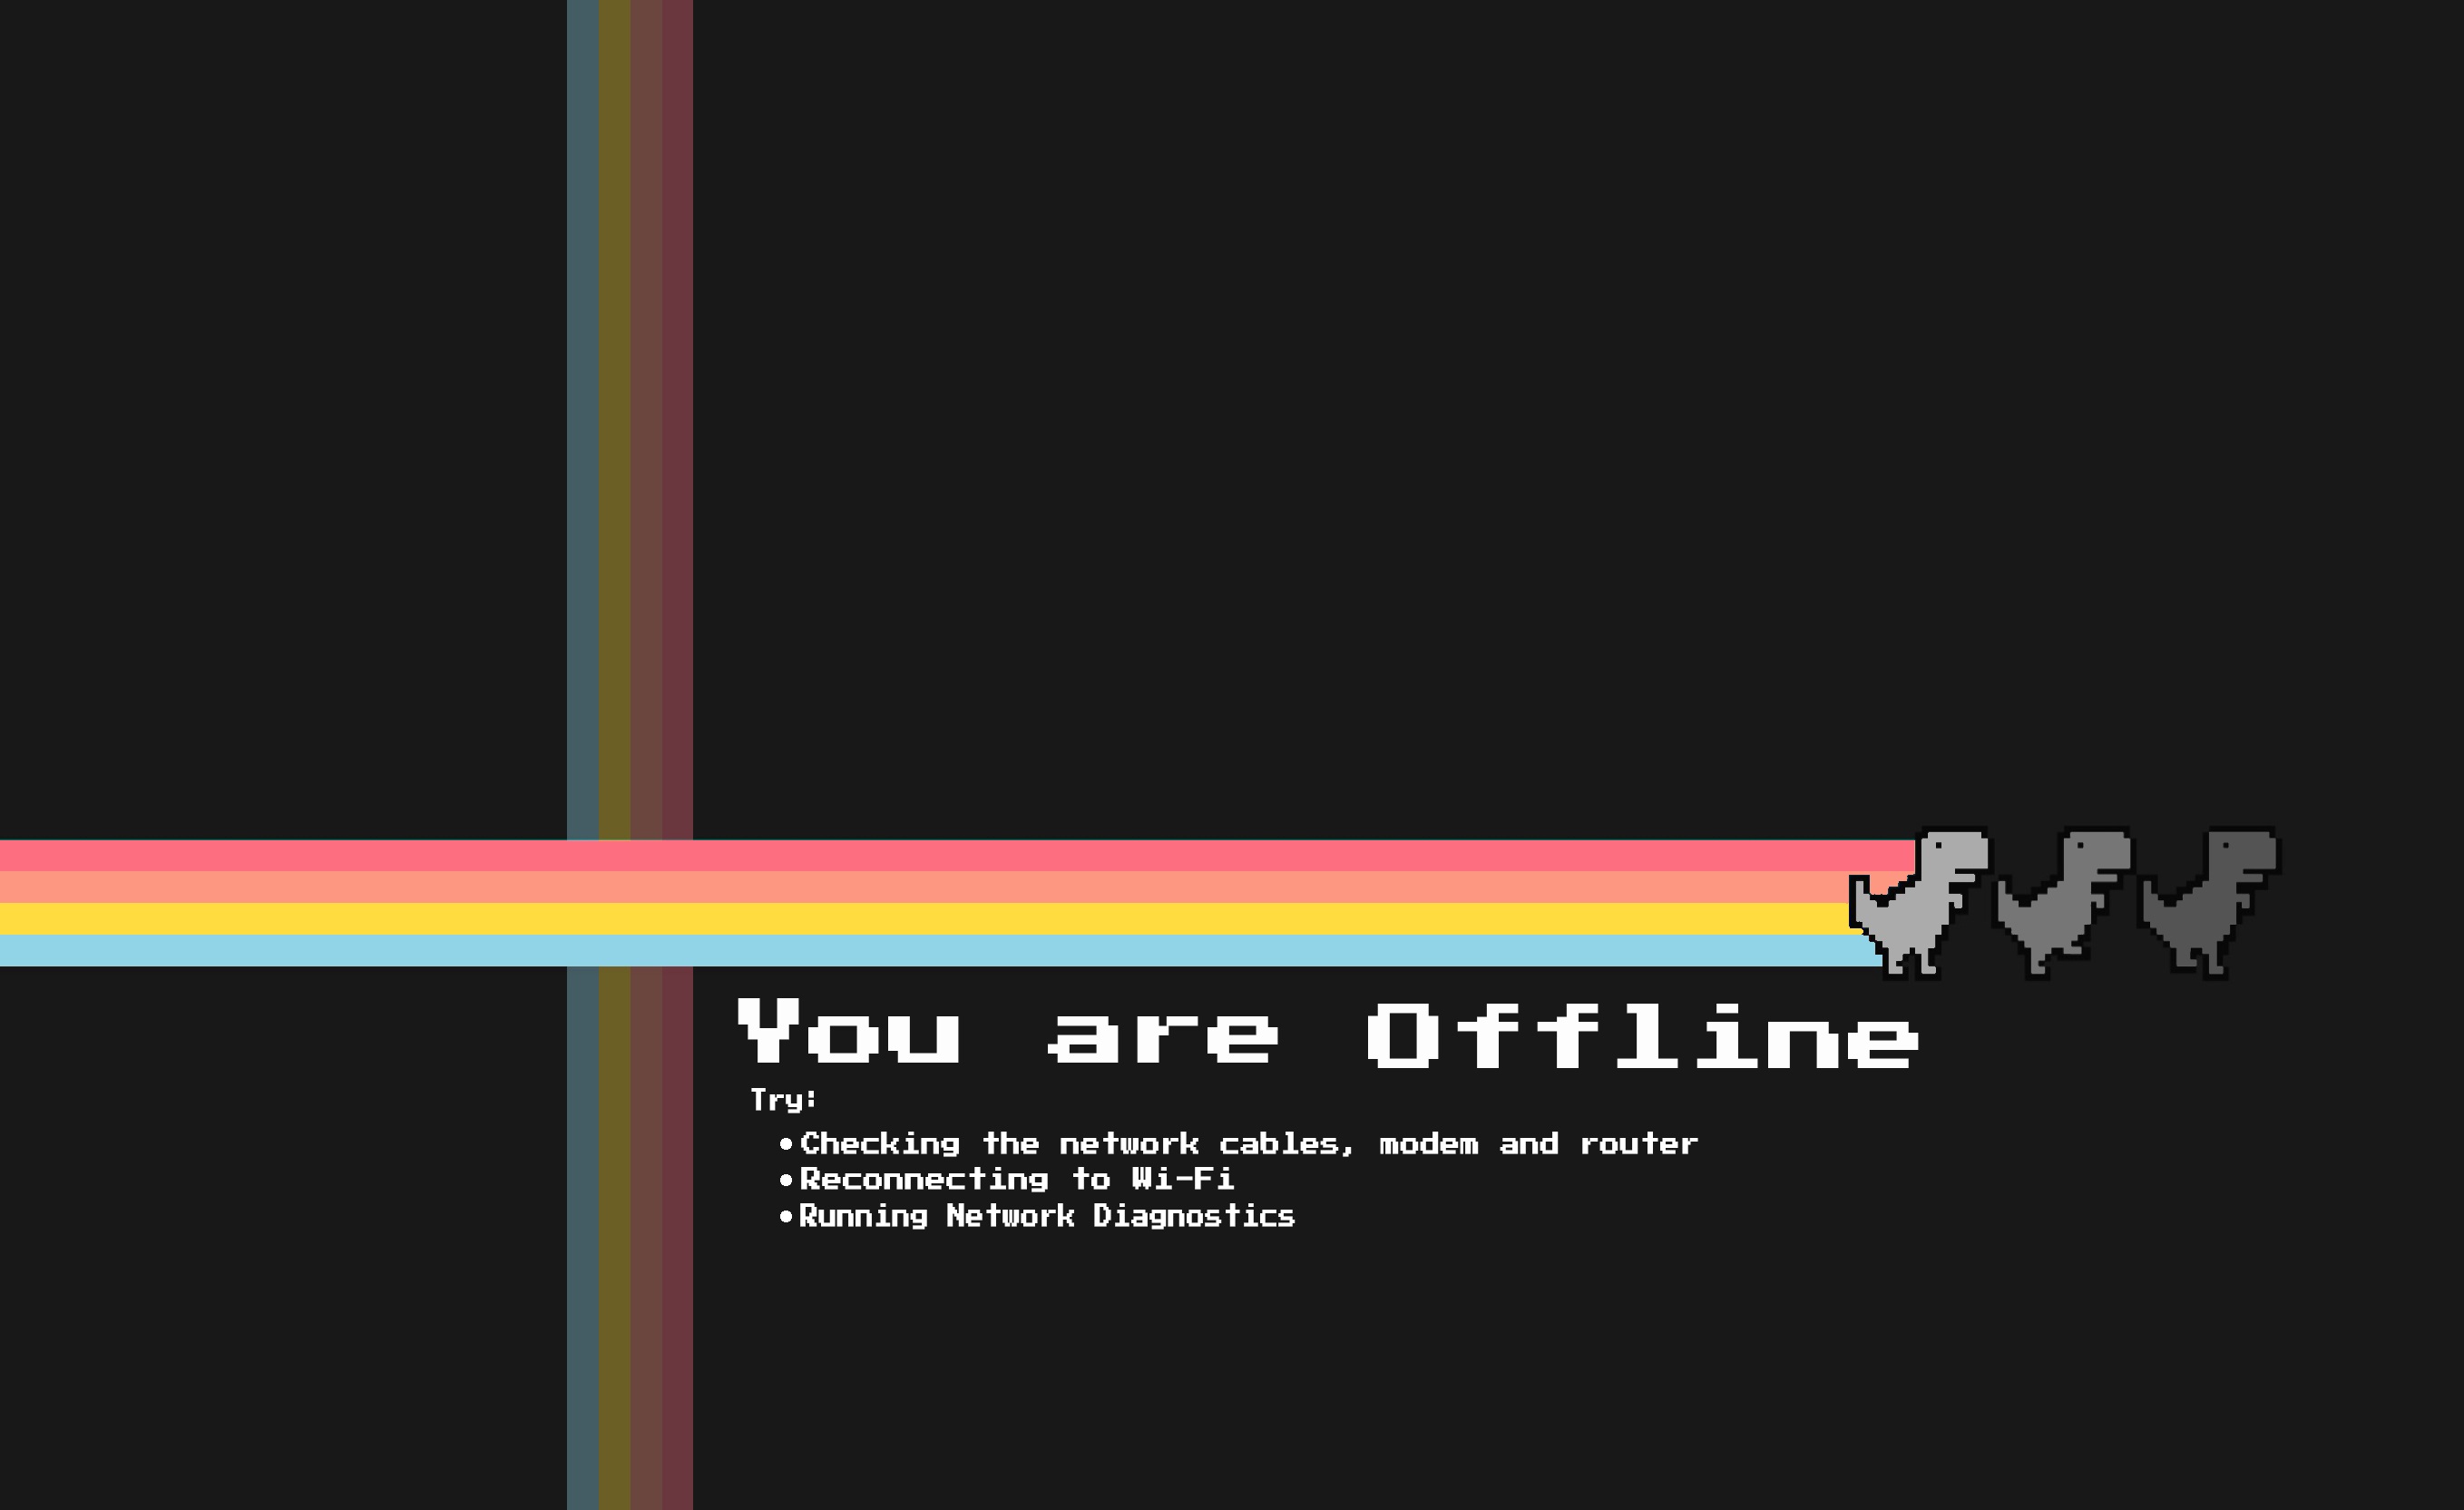 You are Offline
Try:
• Checking the network cables, modem and router
• Reconnecting to Wi-Fi
• Running Network Diagnostics